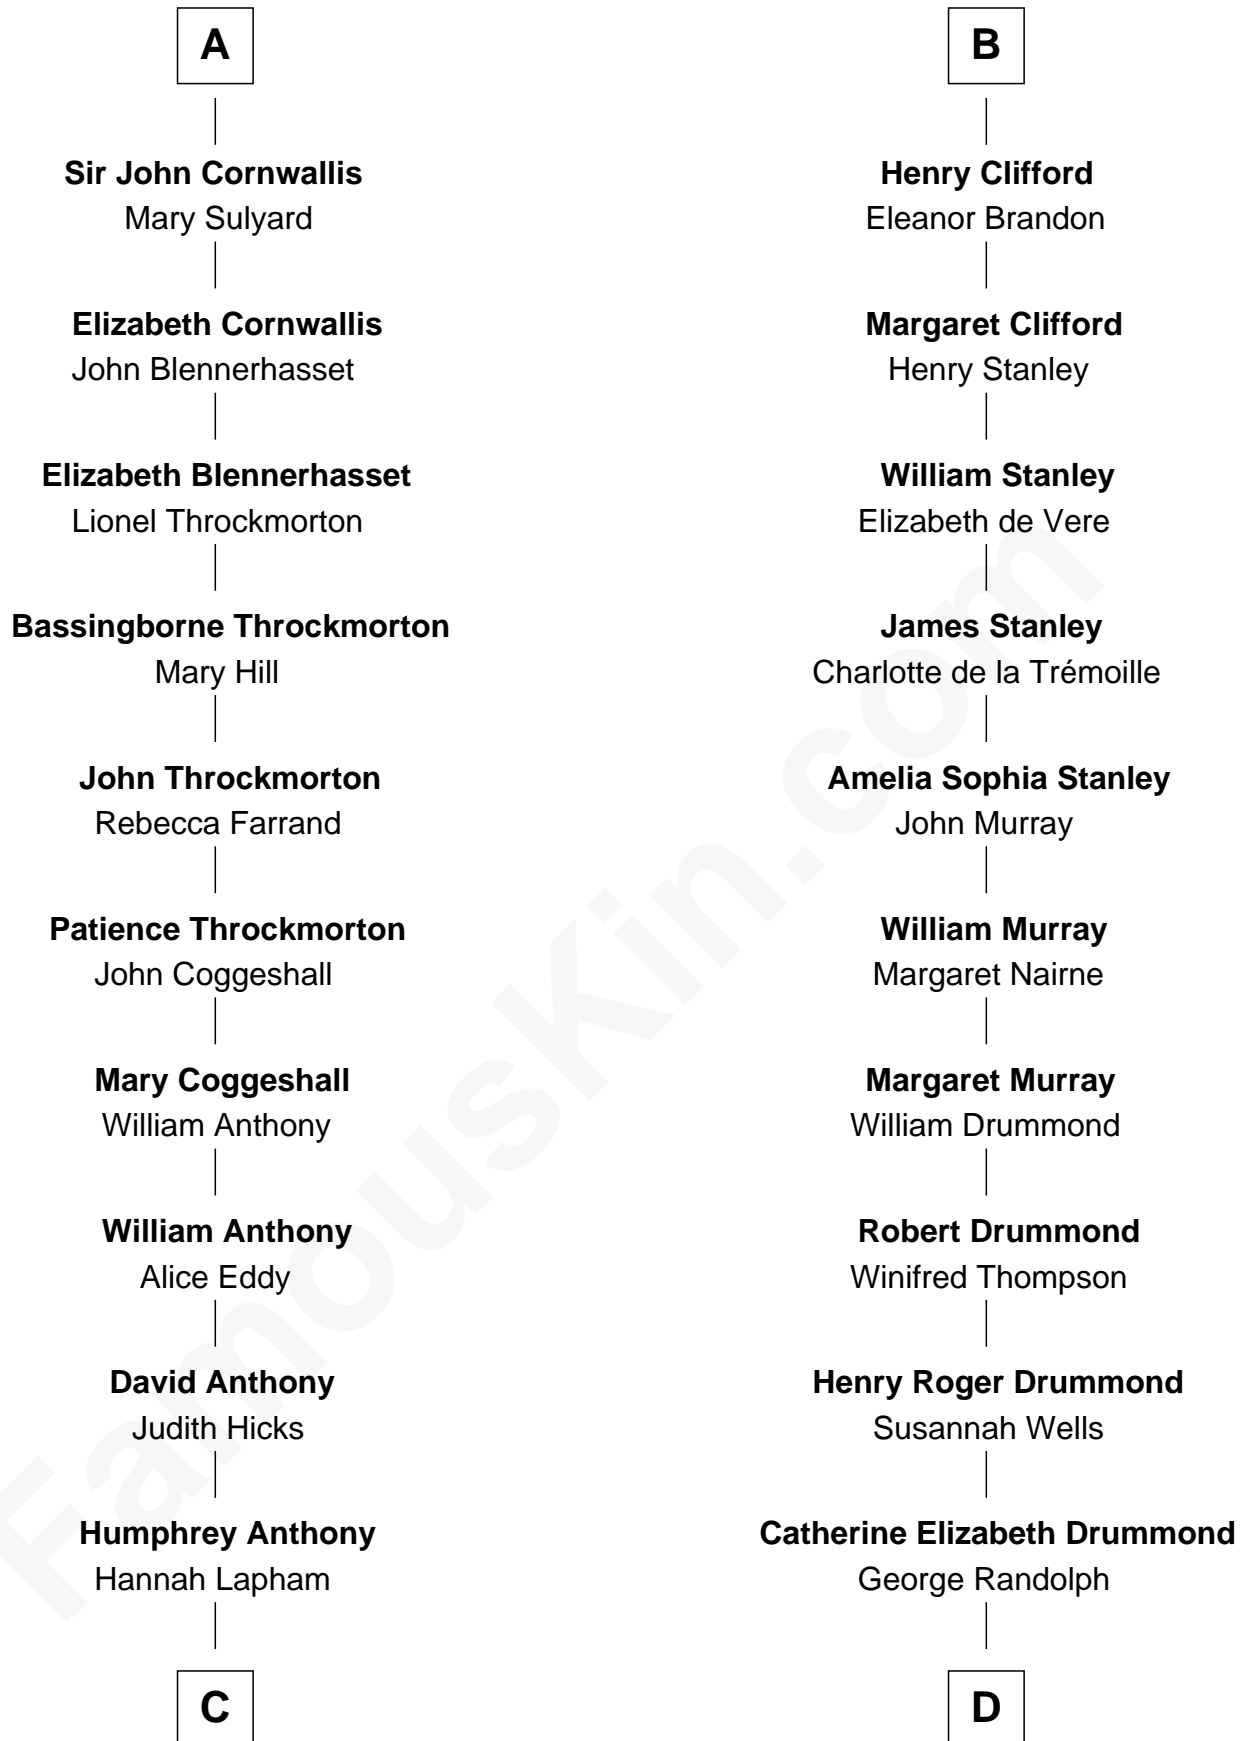 A
Sir John Cornwallis
Mary Sulyard
Elizabeth Cornwallis
John Blennerhasset
Elizabeth Blennerhasset
Lionel Throckmorton
Bassingborne Throckmorton
Mary Hill
John Throckmorton
Rebecca Farrand
Patience Throckmorton
John Coggeshall
Mary Coggeshall
William Anthony
William Anthony
Alice Eddy
David Anthony
Judith Hicks
Humphrey Anthony
Hannah Lapham
C
B
Henry Clifford
Eleanor Brandon
Margaret Clifford
Henry Stanley
William Stanley
Elizabeth de Vere
James Stanley
Charlotte de la Trémoille
Amelia Sophia Stanley
John Murray
William Murray
Margaret Nairne
Margaret Murray
William Drummond
Robert Drummond
Winifred Thompson
Henry Roger Drummond
Susannah Wells
Catherine Elizabeth Drummond
George Randolph
D
FamousKin.com